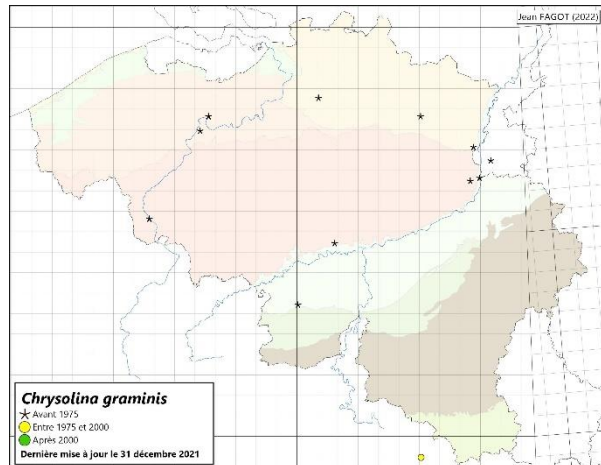 Jean FAGOT (2022)
Chrysolina graminis
Avant 1975
Entre 1975 et 2000
Après 2000
Dernière mise à jour le 31 décembre 2021